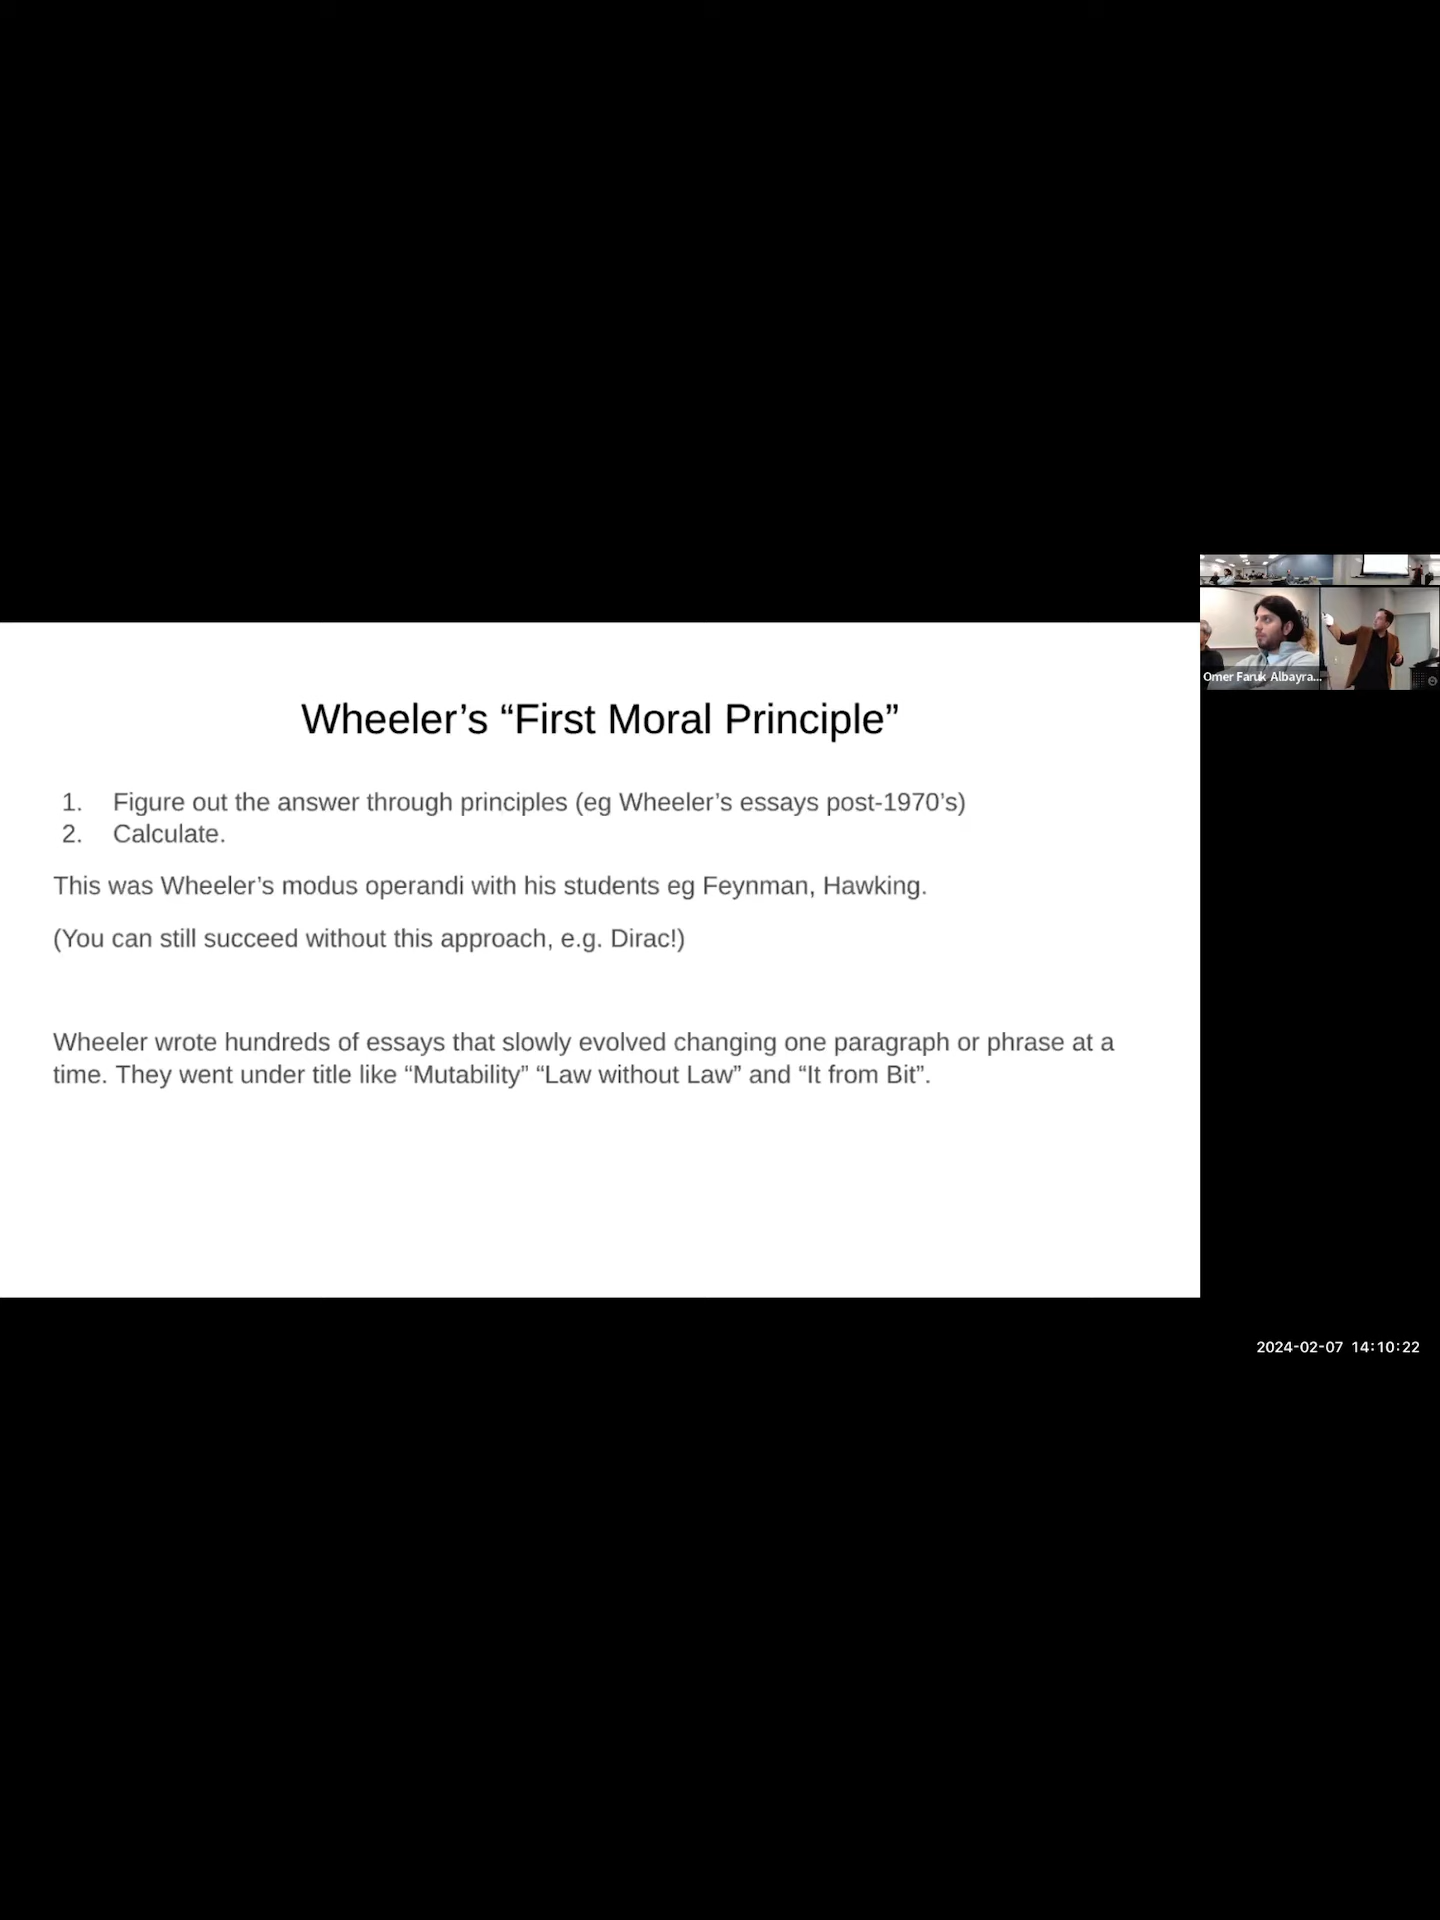 Omer Faruk Albayra...
Wheeler’s “First Moral Principle”
1. Figure out the answer through principles (eg Wheeler’s essays post-1970’s)
2. Calculate.
This was Wheeler’s modus operandi with his students eg Feynman, Hawking.
(You can still succeed without this approach, e.g. Dirac!)
Wheeler wrote hundreds of essays that slowly evolved changing one paragraph or phrase at a
time. They went under title like “Mutability” “Law without Law” and “It from Bit”.
2024-02-07 14:10:22